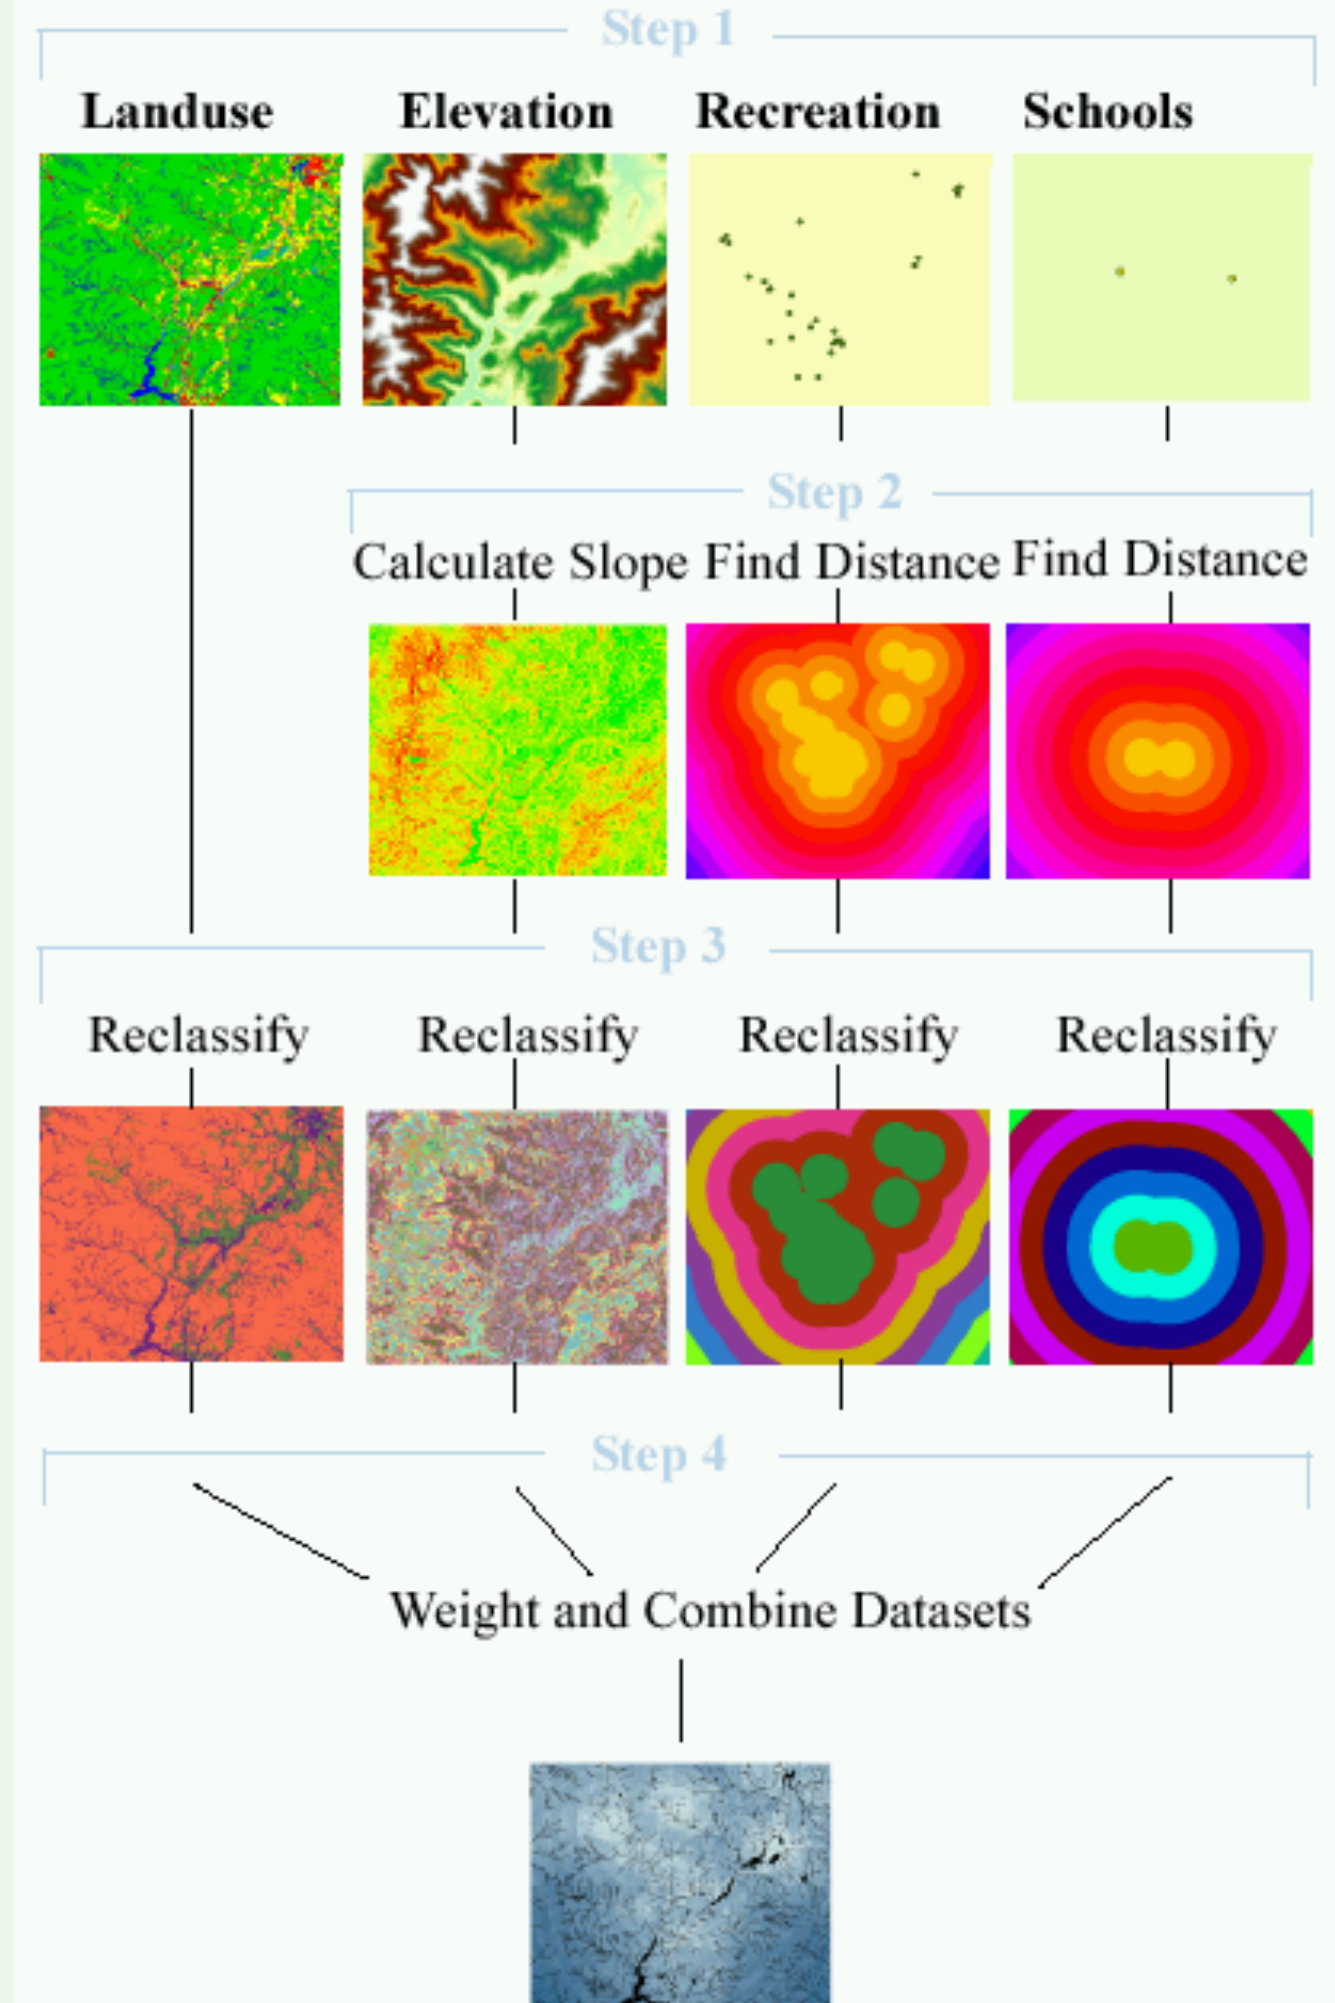 Step 1
Landuse Elevation Recreation Schools
Step 2
Calculate Slope Find Distance Find Distance
Step 3
Reclassify Reclassify Reclassify Reclassify
Step 4
Weight and Combine Datasets